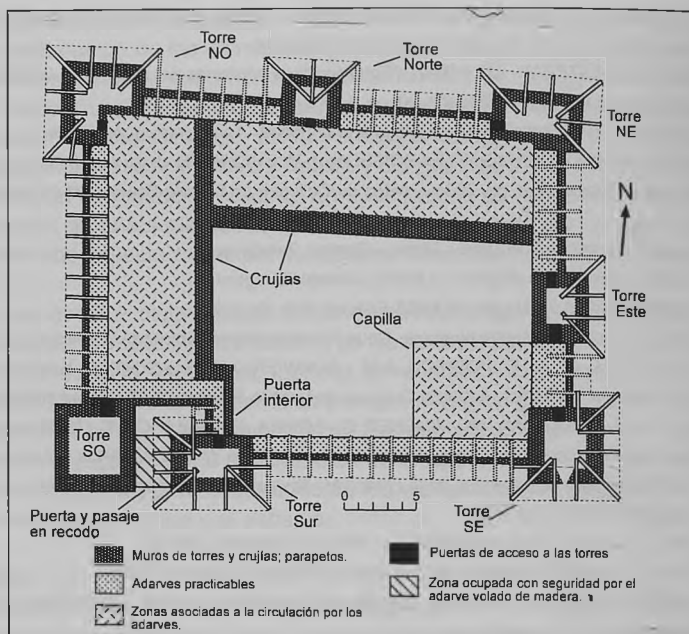 Torre
NO
Torre
Norte
Torre
NE
N
Crujías
Torre
Este
Capilla
Puerta
interior
Torre
SO
Puerta y pasaje
en recodo
Torre
Sur
0 5
Torre
SE
Muros de torres y crujías; parapetos.
Puertas de acceso a las torres
Adarves practicables
Zona ocupada con seguridad por el
adarve volado de madera.
Zonas asociadas a la circulación por los
adarves.